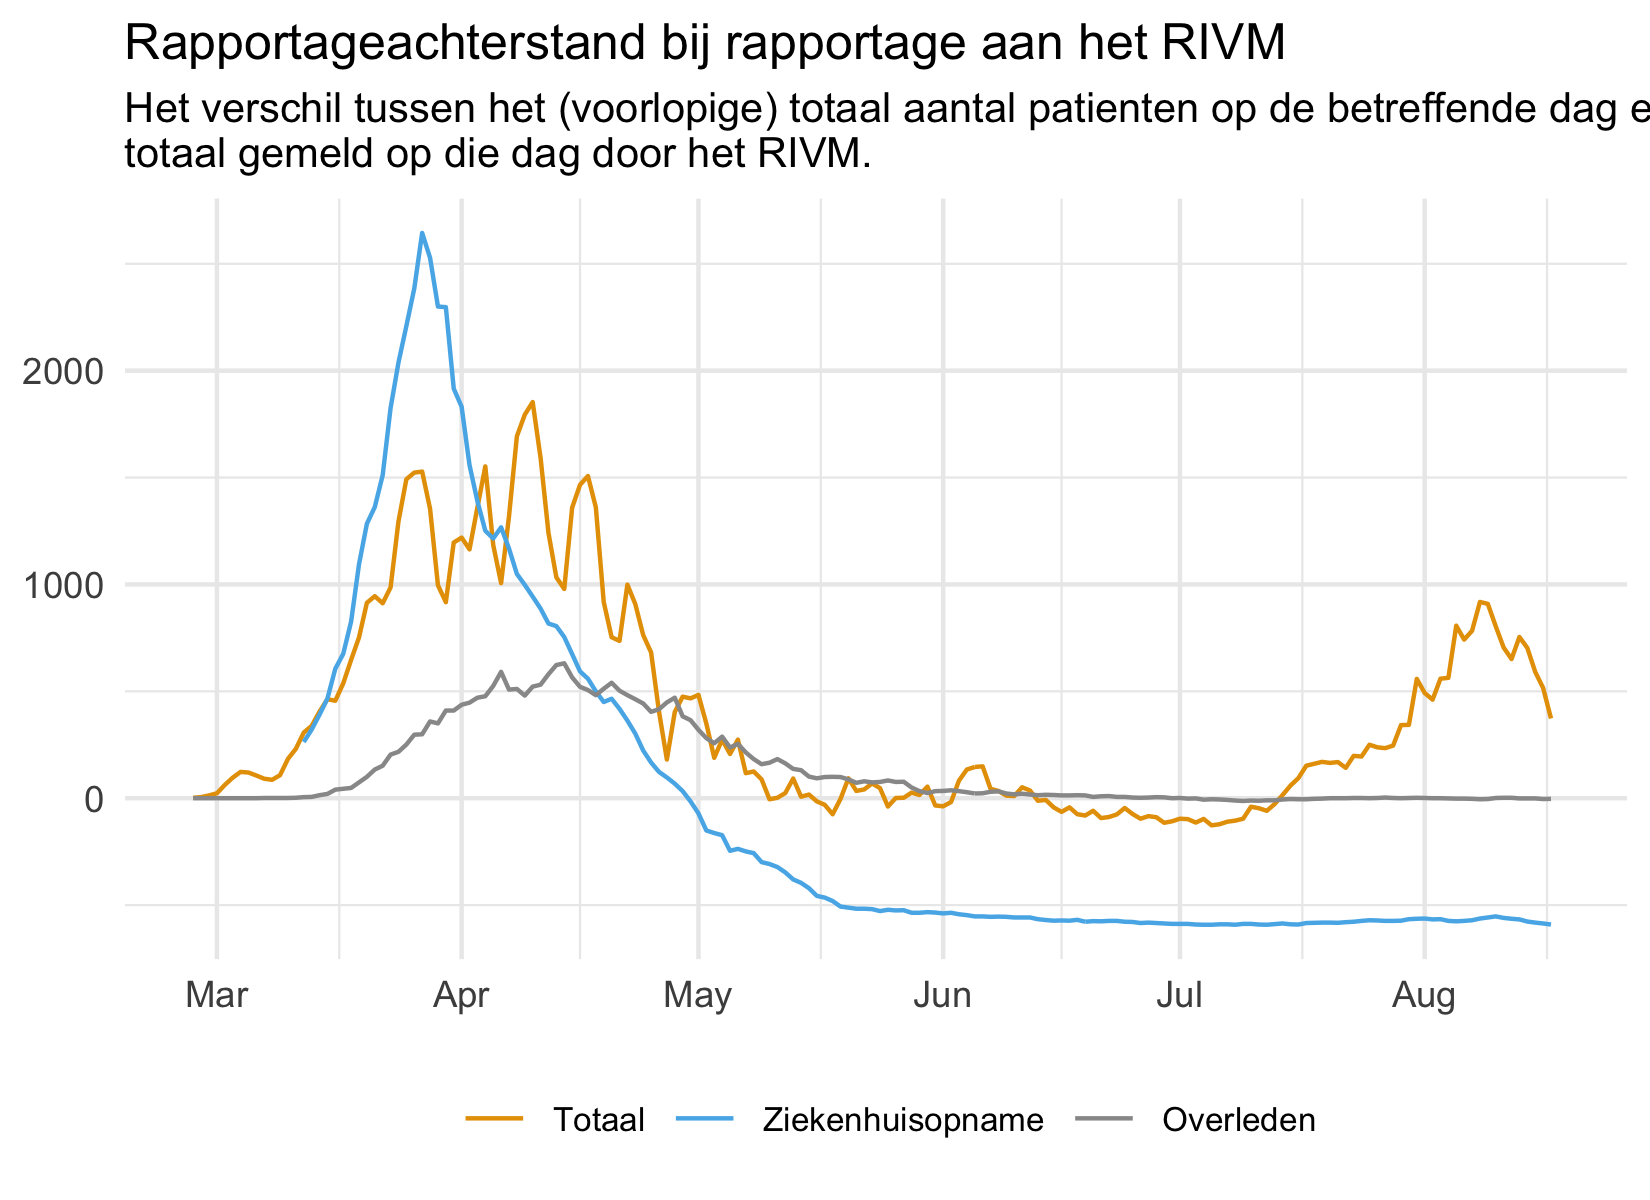 Rapportageachterstand bij rapportage aan het RIVM
Het verschil tussen het (voorlopige) totaal aantal patienten op de betreffende dag e
totaal gemeld op die dag door het RIVM.
2000
1000
0
Mar Apr May Jun Jul Aug
Totaal Ziekenhuisopname Overleden